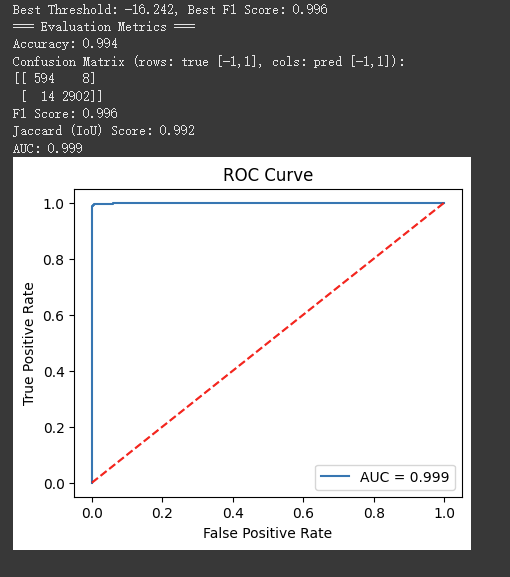 Best Threshold: -16.242, Best F1 Score: 0.996
=== Evaluation Metrics ===
Accuracy: 0.994
Confusion Matrix (rows: true [-1,1], cols: pred [-1,1]):
[[ 594    8]
 [  14 2902]]
F1 Score: 0.996
Jaccard (IoU) Score: 0.992
AUC: 0.999
ROC Curve
1.0
0.8
0.6
0.4
0.2
0.0
True Positive Rate
AUC = 0.999
0.0 0.2 0.4 0.6 0.8 1.0
False Positive Rate